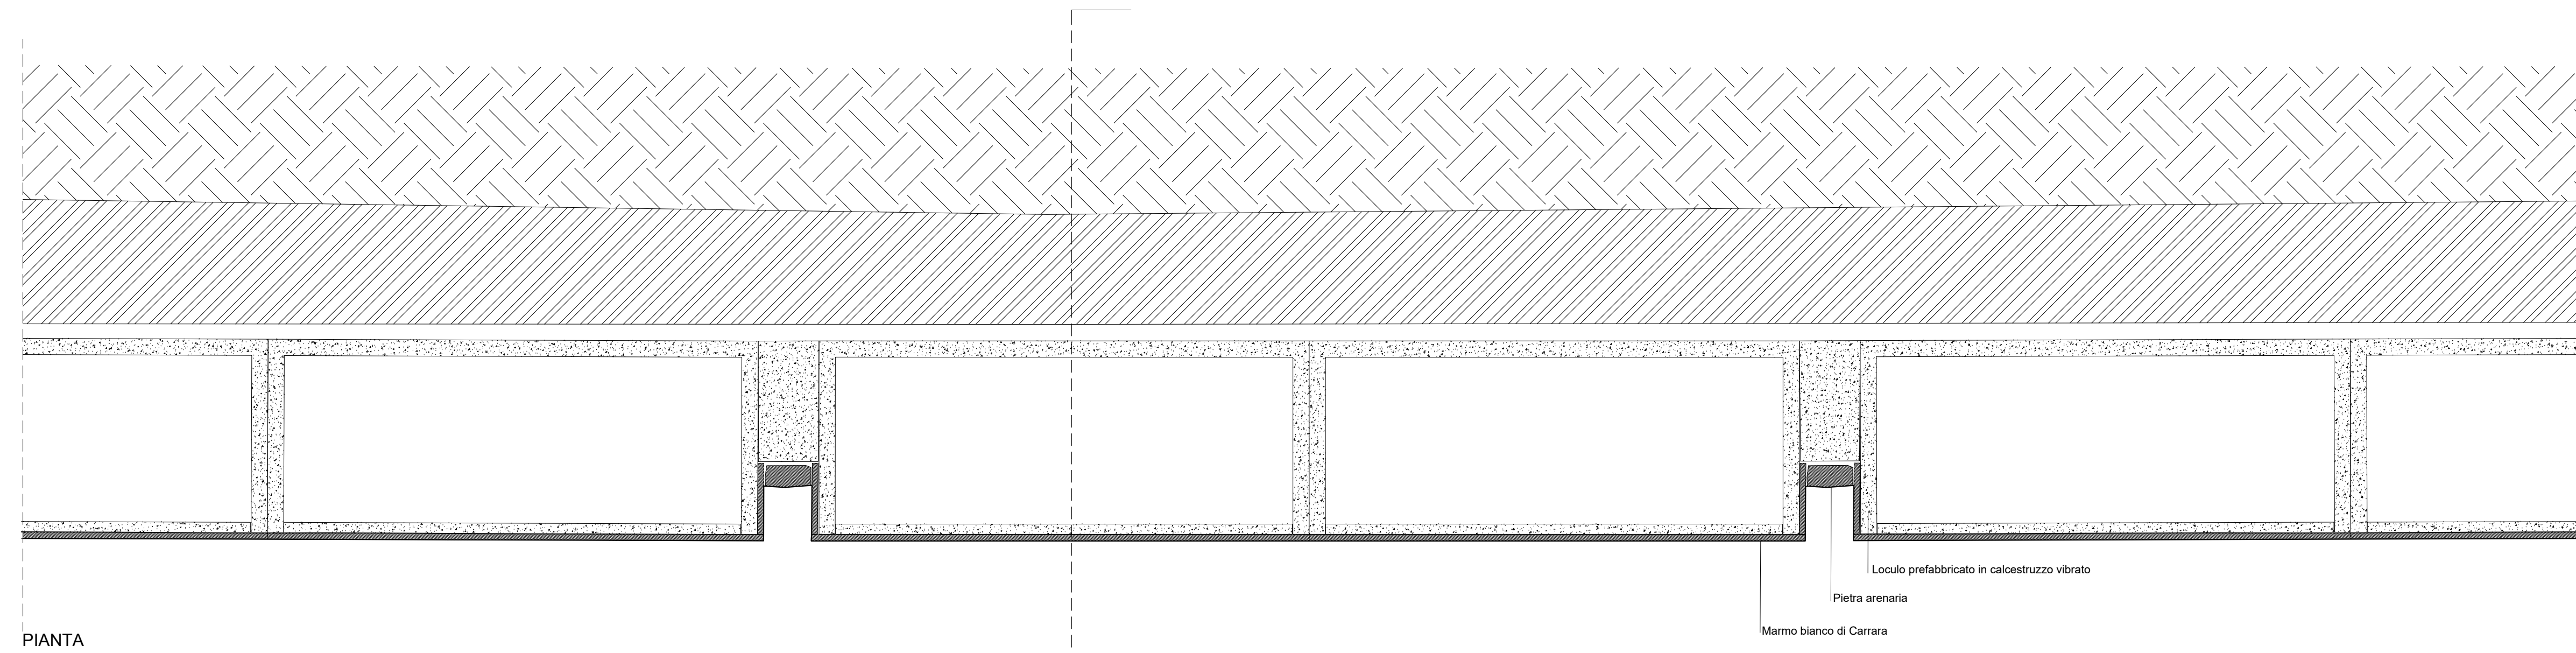 Loculo prefabbricato in calcestruzzo vibrato
Pietra arenaria
Marmo bianco di Carrara
PIANTA